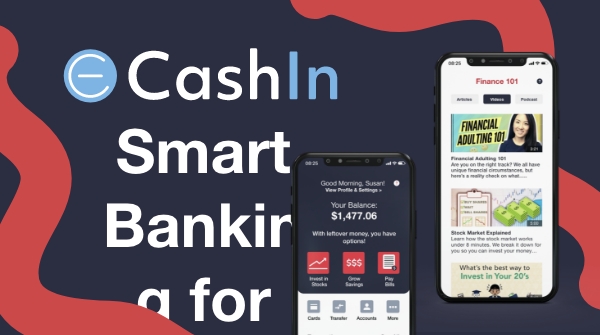 CashIn
Smart
Bankin
g for
08:25
Good Morning, Susan!
View Profile & Settings »
Your Balance:
$1,477.06
With leftover money, you have
options!
Invest in
Stocks
$$$
Grow
Savings
Pay
Bills
Cards
Transfer
Accounts
More
08:25
Finance 101
Articles
Videos
Podcast
FINANCIAL
ADULTING 101
Financial Adulting 101
Are you on the right track? We all have
unique financial circumstances, but
here's a reality check on what.....
Stock Market Explained
Learn how the stock market works
under 8 minutes. We break it down for
you so you can invest your money...
What's the best way to
Invest in Your 20's